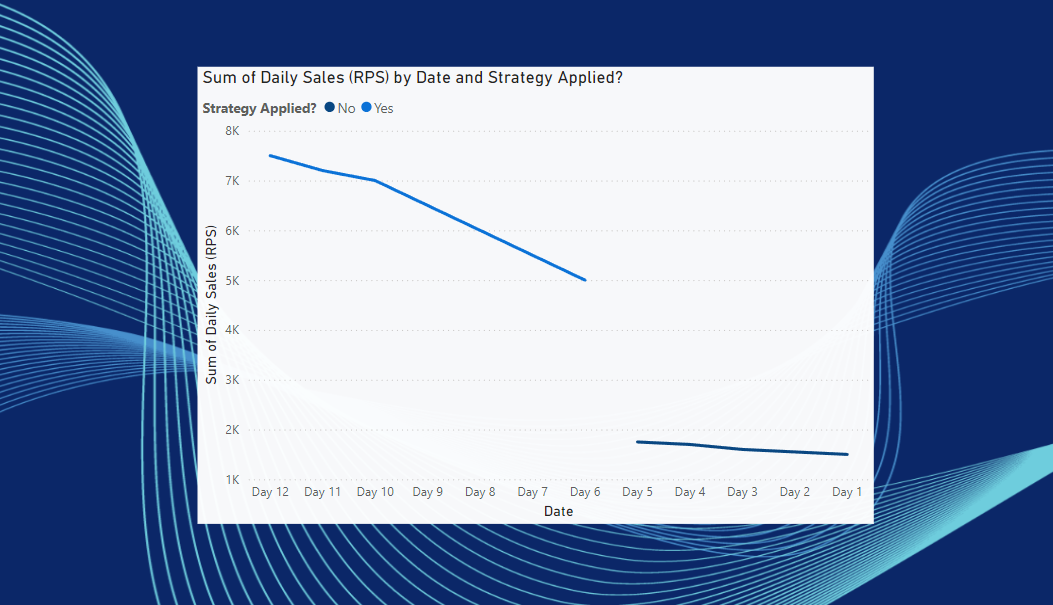 Sum of Daily Sales (RPS) by Date and Strategy Applied?
Strategy Applied? No Yes
Sum of Daily Sales (RPS)
8K
7K
6K
5K
4K
3K
2K
1K
Day 12 Day 11 Day 10 Day 9 Day 8 Day 7 Day 6 Day 5 Day 4 Day 3 Day 2 Day 1
Date